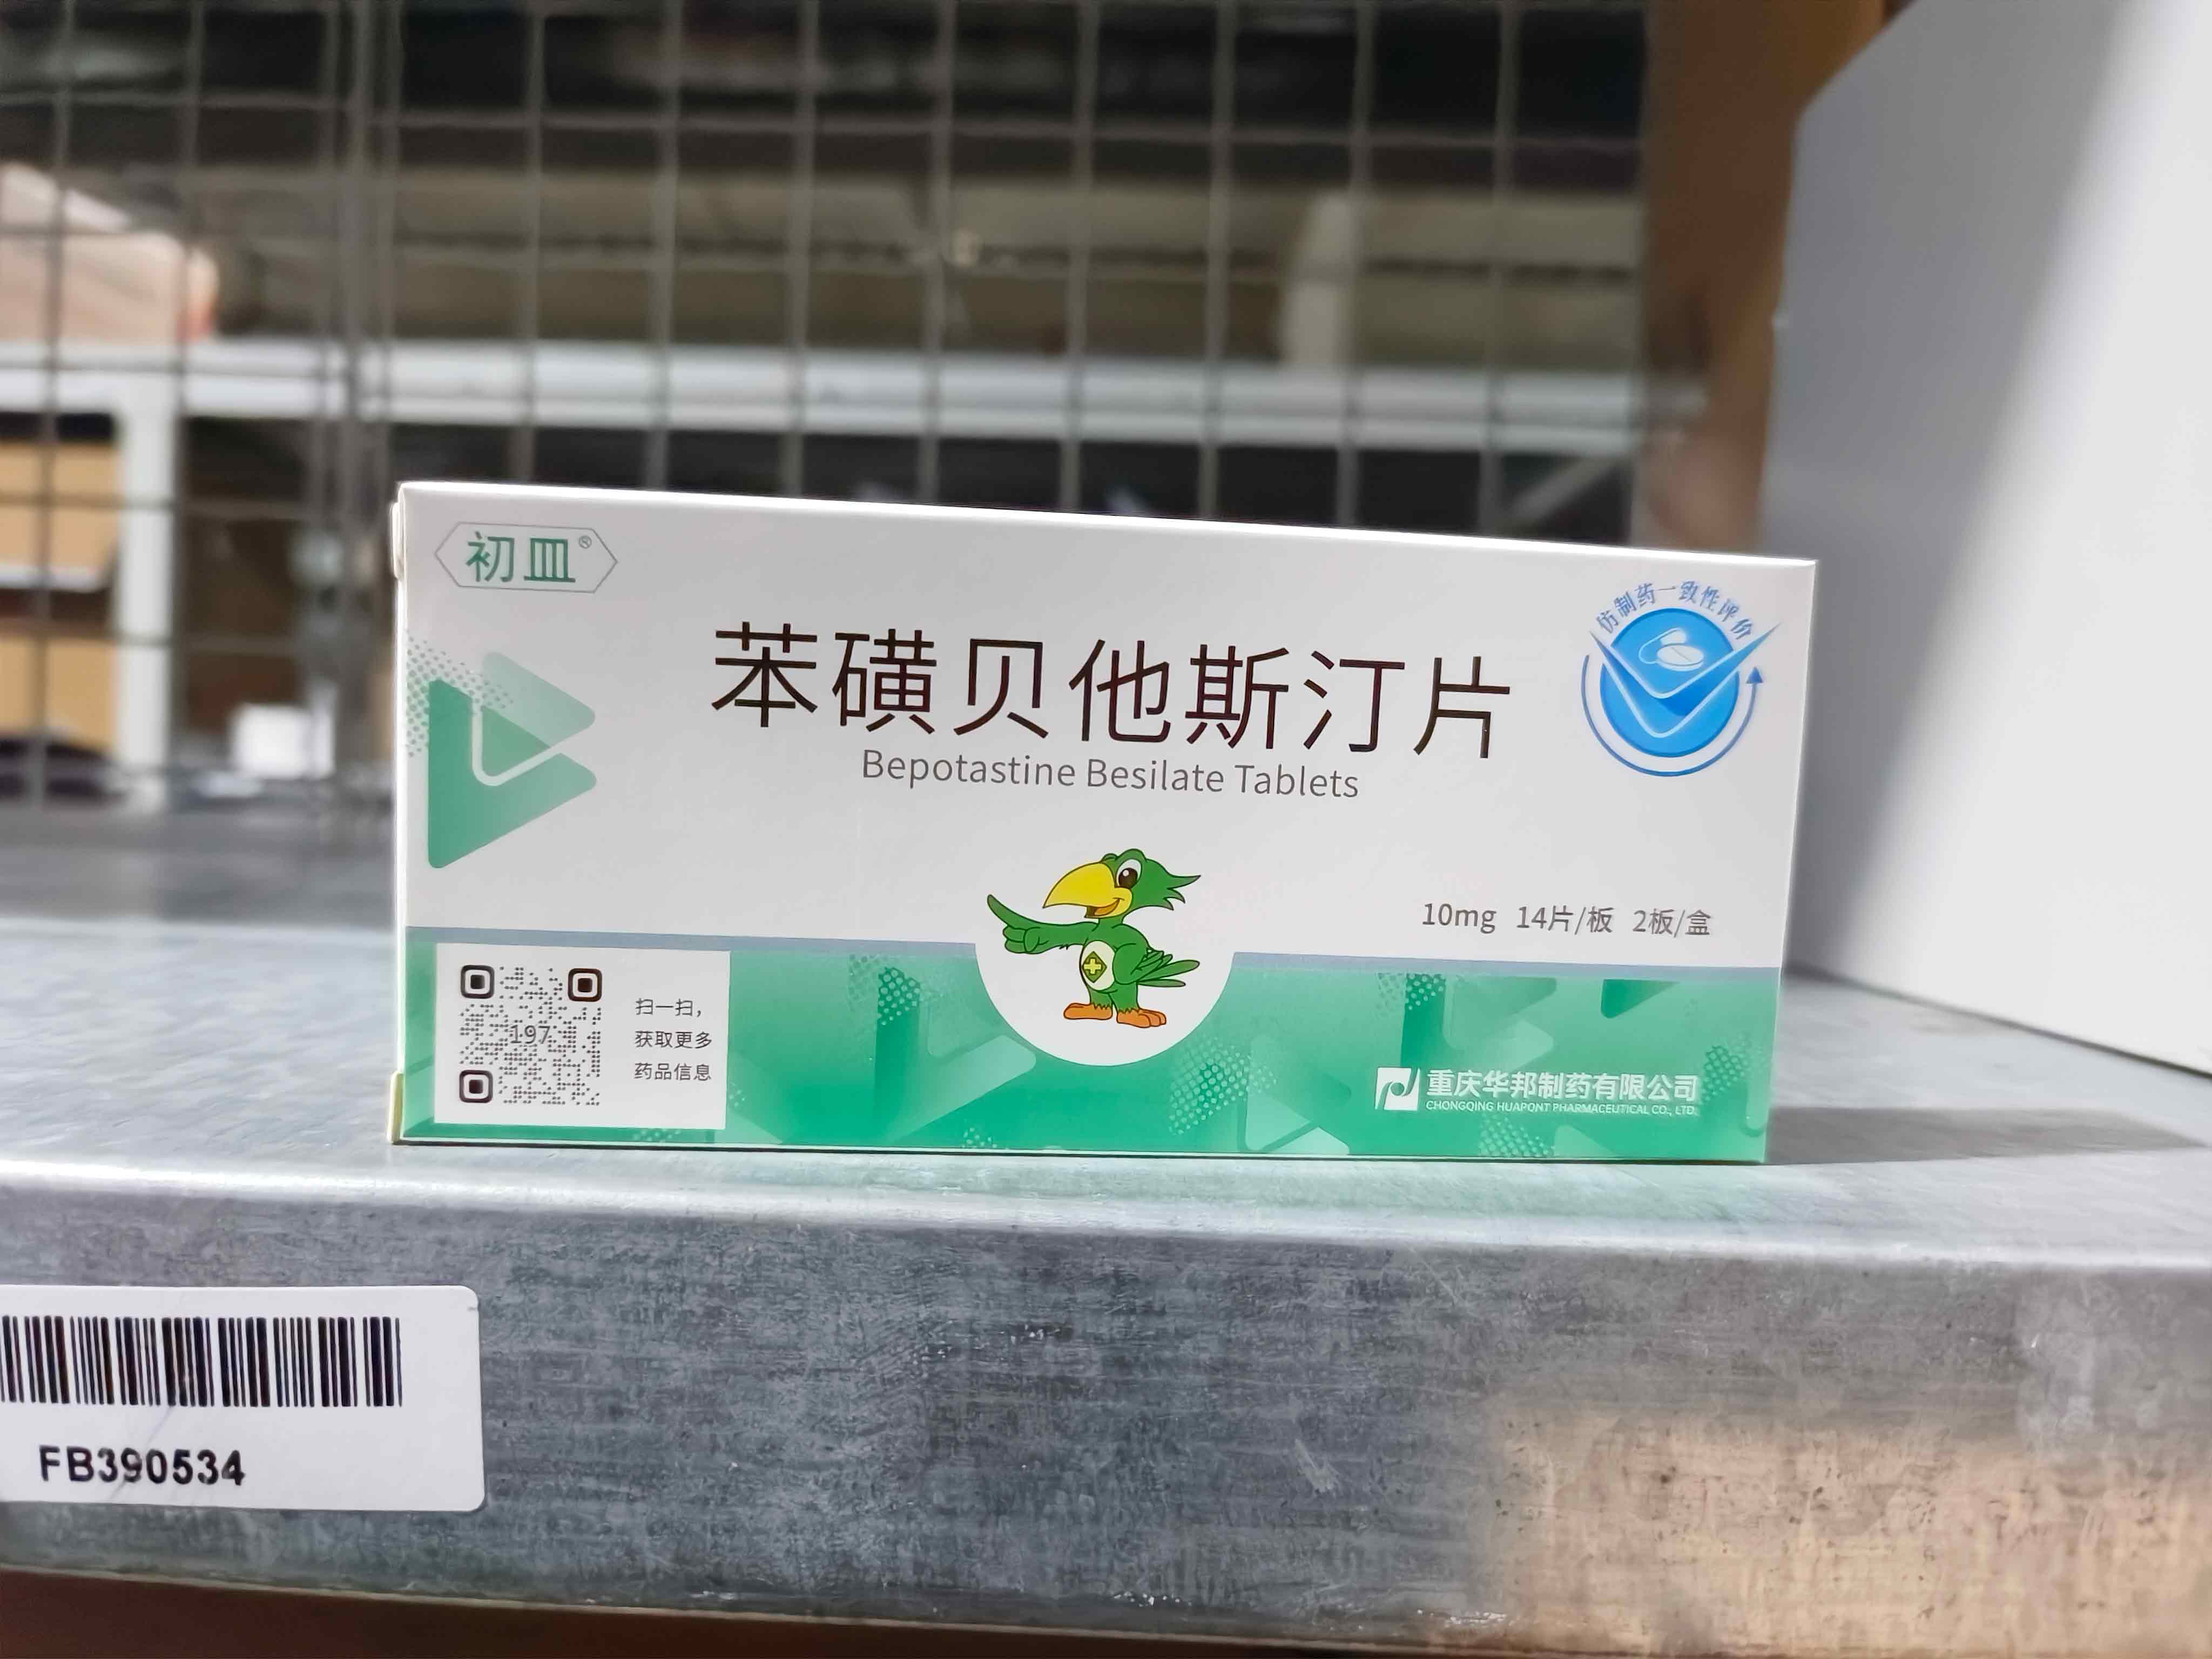 初皿®
仿制药一致性评价
苯磺贝他斯汀片
Bepotastine Besilate Tablets
10mg 14片/板 2板/盒
197
扫一扫，
获取更多
药品信息
重庆华邦制药有限公司
CHONGQING HUAPONT PHARMACEUTICAL CO., LTD.
FB390534